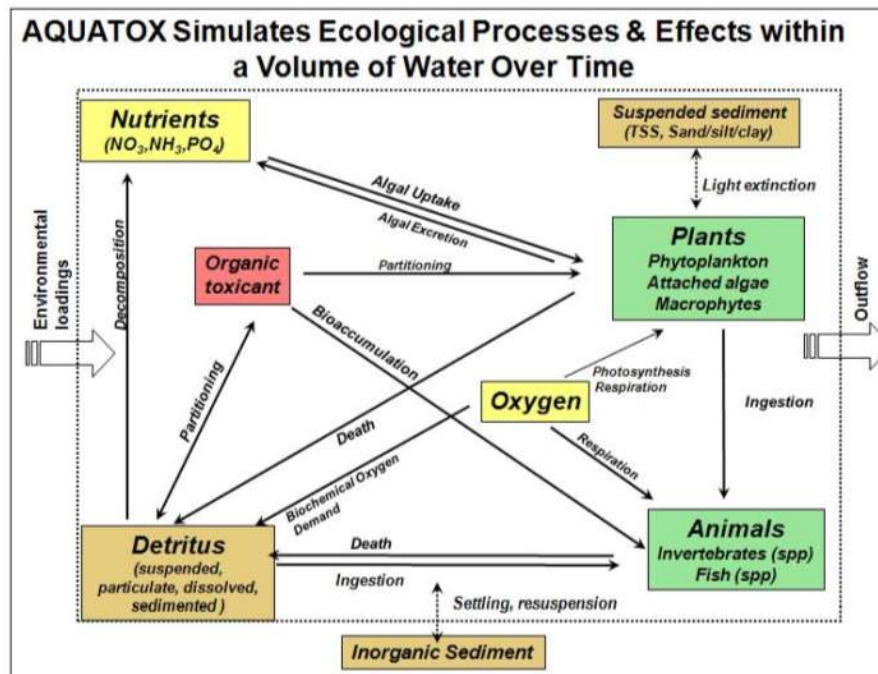 AQUATOX Simulates Ecological Processes & Effects within
a Volume of Water Over Time
Nutrients
(NO₃,NH₃,PO₄)
Suspended sediment
(TSS, Sand/silt/clay)
Light extinction
Algal Uptake
Algal Excretion
Plants
Phytoplankton
Attached algae
Macrophytes
Organic
toxicant
Partitioning
Environmental
loadings
Decomposition
Outflow
Bioaccumulation
Partitioning
Photosynthesis
Respiration
Oxygen
Ingestion
Death
Respiration
Biochemical Oxygen
Demand
Detritus
(suspended,
particulate, dissolved,
sedimented )
Death
Ingestion
Animals
Invertebrates (spp)
Fish (spp)
Settling, resuspension
Inorganic Sediment